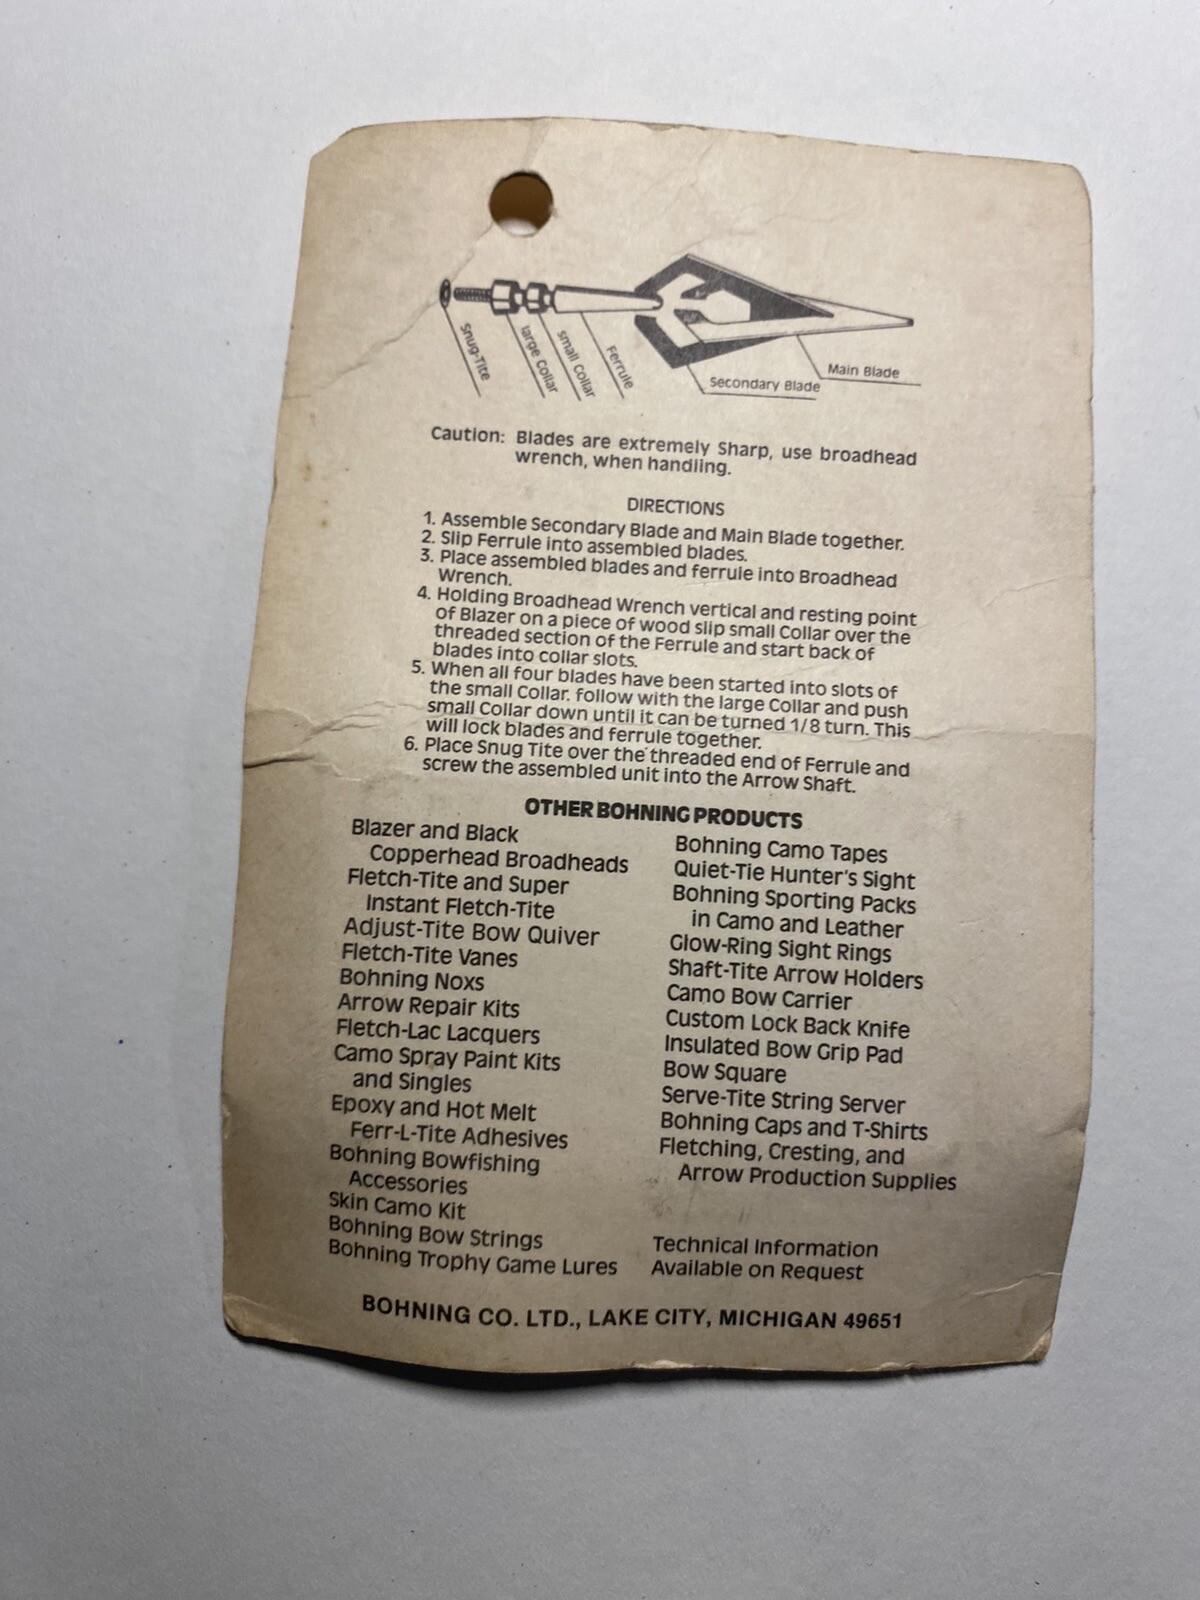 Snug-Tite
large Collar
small Collar
Ferrule
Secondary Blade
Main Blade
Caution: Blades are extremely Sharp, use broadhead
wrench, when handling.
DIRECTIONS
1. Assemble Secondary Blade and Main Blade together.
2. Slip Ferrule into assembled blades.
3. Place assembled blades and ferrule into Broadhead
Wrench.
4. Holding Broadhead Wrench vertical and resting point
of Blazer on a piece of wood slip small Collar over the
threaded section of the Ferrule and start back of
blades into collar slots.
5. When all four blades have been started into slots of
the small Collar. follow with the large Collar and push
small Collar down until it can be turned 1/8 turn. This
will lock blades and ferrule together.
6. Place Snug Tite over the threaded end of Ferrule and
screw the assembled unit into the Arrow Shaft.
OTHER BOHNING PRODUCTS
Blazer and Black
Copperhead Broadheads
Fletch-Tite and Super
Instant Fletch-Tite
Adjust-Tite Bow Quiver
Fletch-Tite Vanes
Bohning Noxs
Arrow Repair Kits
Fletch-Lac Lacquers
Camo Spray Paint Kits
and Singles
Epoxy and Hot Melt
Ferr-L-Tite Adhesives
Bohning Bowfishing
Accessories
Skin Camo Kit
Bohning Bow Strings
Bohning Trophy Game Lures
Bohning Camo Tapes
Quiet-Tie Hunter's Sight
Bohning Sporting Packs
in Camo and Leather
Glow-Ring Sight Rings
Shaft-Tite Arrow Holders
Camo Bow Carrier
Custom Lock Back Knife
Insulated Bow Grip Pad
Bow Square
Serve-Tite String Server
Bohning Caps and T-Shirts
Fletching, Cresting, and
Arrow Production Supplies
Technical Information
Available on Request
BOHNING CO. LTD., LAKE CITY, MICHIGAN 49651